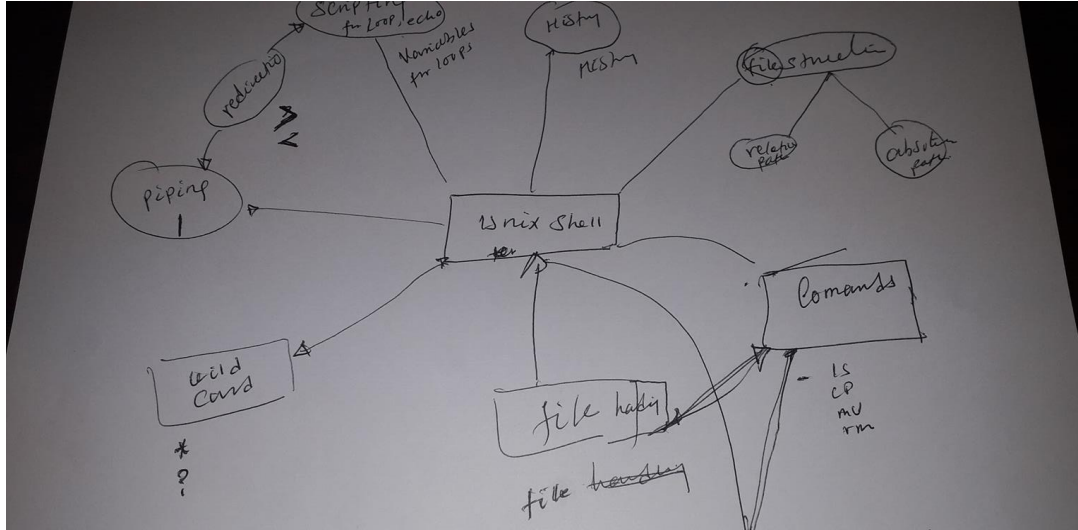 Scripting
for Loop, echo
Variables
for loops
History
History
file structure
redirection
>
<
relative
path
absolute
path
piping
|
Unix Shell
Comands
- ls
cp
mv
rm
wild
Card
*
?
file
file